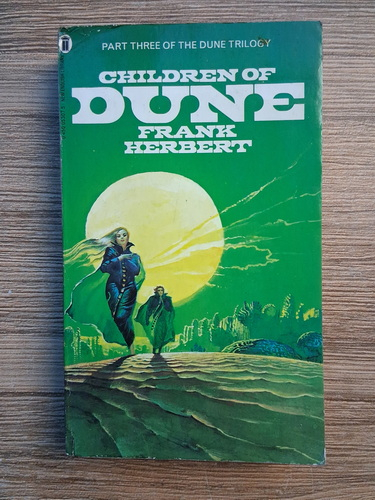 PART THREE OF THE DUNE TRILOGY
CHILDREN OF
DUNE
FRANK
HERBERT